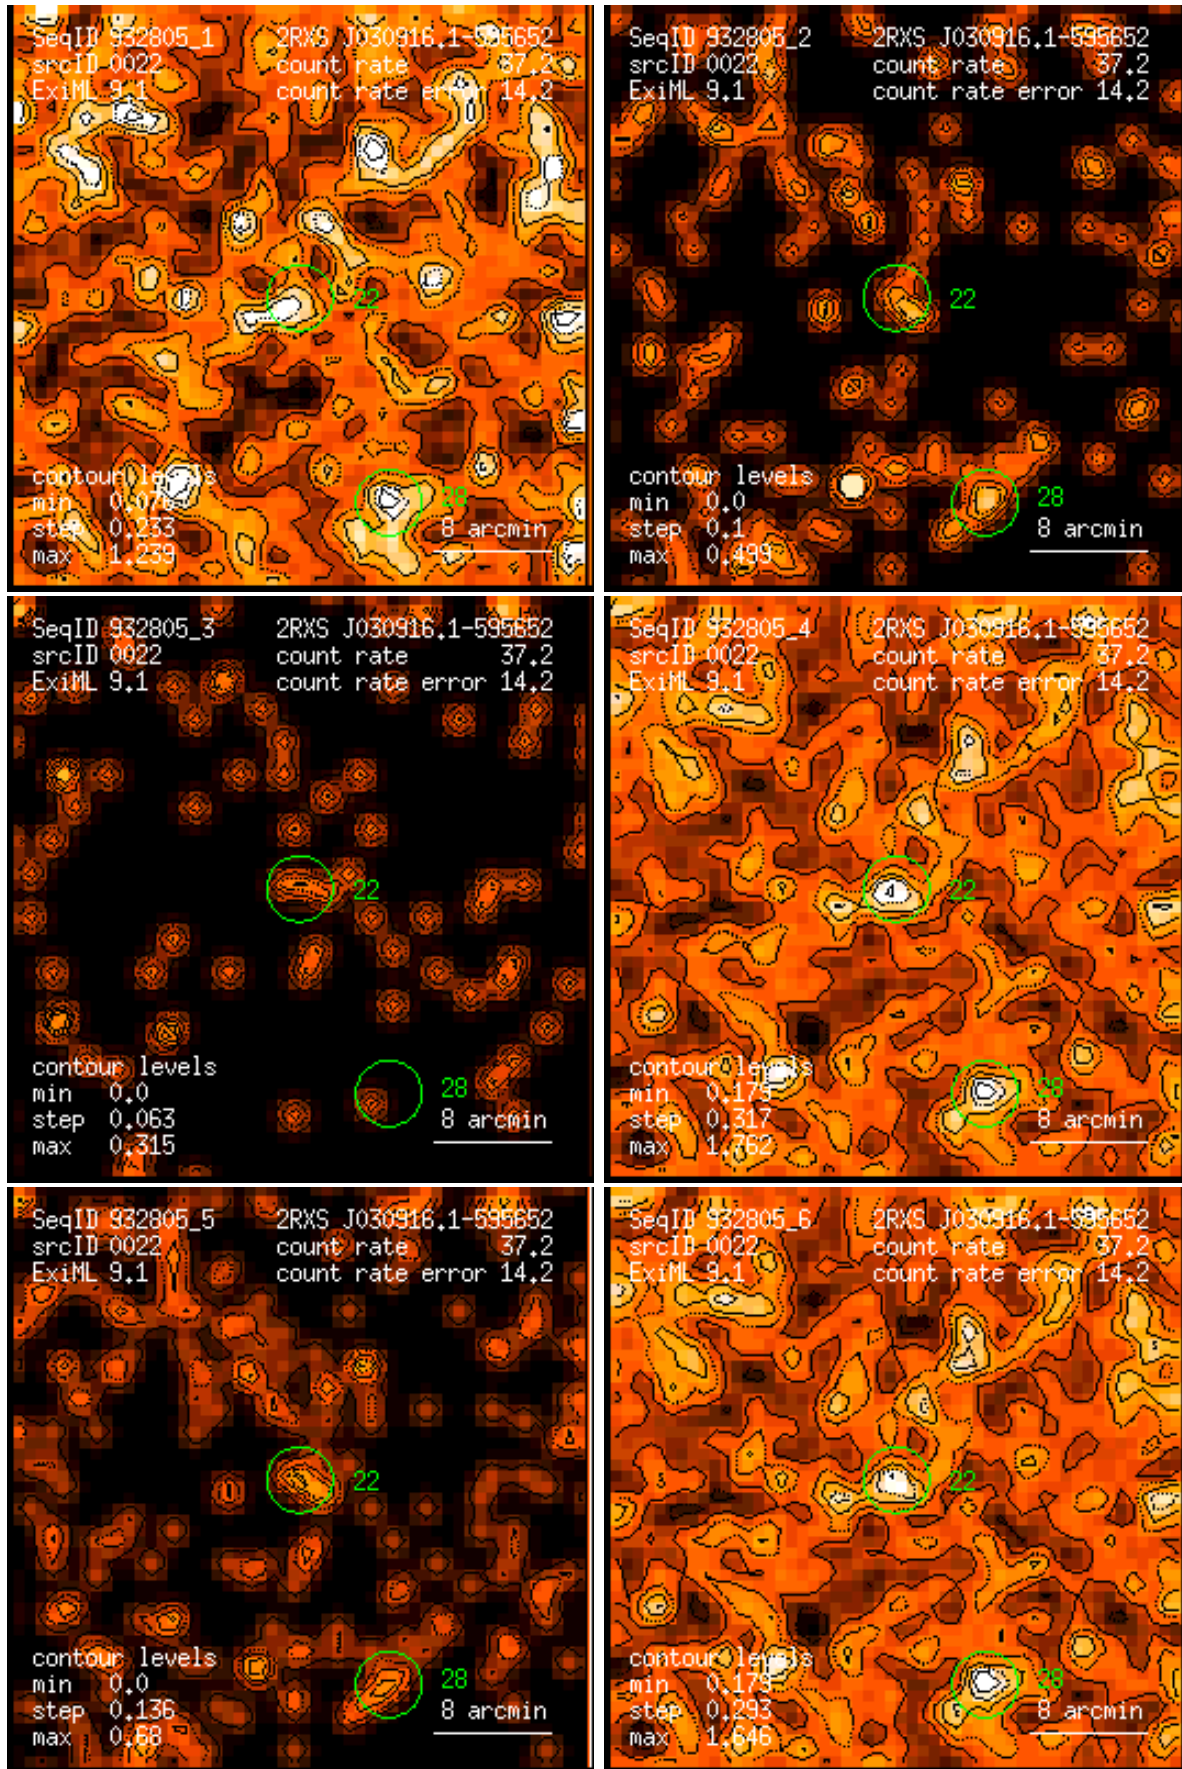 SeqID 932805_1 2RXS J030916.1-595652
srcID 0022 count rate 37.2
ExiML 9.1 count rate error 14.2
22
contour levels
min 0.076
28
step 0.233 8 arcmin
max 1.239
SeqID 932805_2 2RXS J030916.1-595652
srcID 0022 count rate 37.2
ExiML 9.1 count rate error 14.2
22
contour levels
min 0.0
28
step 0.1 8 arcmin
max 0.499
SeqID 932805_3 2RXS J030916.1-595652
srcID 0022 count rate 37.2
ExiML 9.1 count rate error 14.2
22
contour levels
min 0.0
28
step 0.063 8 arcmin
max 0.315
SeqID 932805_4 2RXS J030916.1-595652
srcID 0022 count rate 37.2
ExiML 9.1 count rate error 14.2
22
contour levels
min 0.175
28
step 0.317 8 arcmin
max 1.762
SeqID 932805_5 2RXS J030916.1-595652
srcID 0022 count rate 37.2
ExiML 9.1 count rate error 14.2
22
contour levels
min 0.0
28
step 0.136 8 arcmin
max 0.68
SeqID 932805_6 2RXS J030916.1-595652
srcID 0022 count rate 37.2
ExiML 9.1 count rate error 14.2
22
contour levels
min 0.179
28
step 0.293 8 arcmin
max 1.646